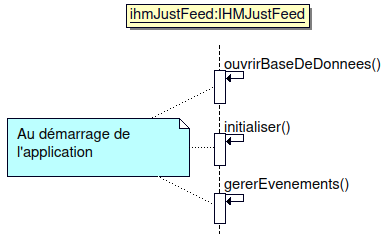 ihmJustFeed:IHMJustFeed
ouvrirBaseDeDonnees()
Au démarrage de
l'application
initialiser()
gererEvenements()